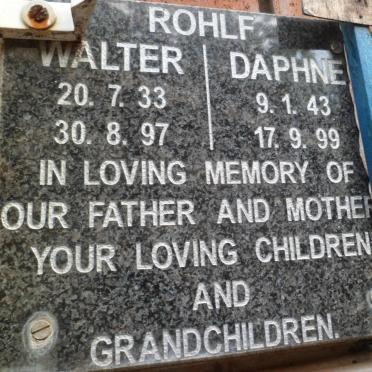 ROHLF
WALTER DAPHNE
20. 7. 33 9. 1. 43
30. 8. 97 17. 9. 99
IN LOVING MEMORY OF
OUR FATHER AND MOTHER
YOUR LOVING CHILDREN
AND
GRANDCHILDREN.